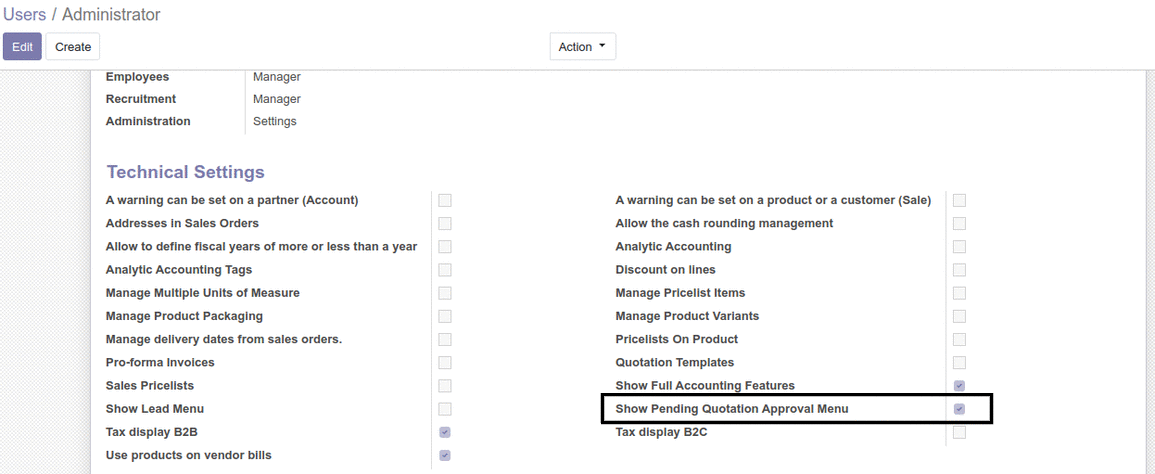 Users / Administrator
Edit Create Action
Employees Manager
Recruitment Manager
Administration Settings
Technical Settings
A warning can be set on a partner (Account) A warning can be set on a product or a customer (Sale)
Addresses in Sales Orders Allow the cash rounding management
Allow to define fiscal years of more or less than a year Analytic Accounting
Analytic Accounting Tags Discount on lines
Manage Multiple Units of Measure Manage Pricelist Items
Manage Product Packaging Manage Product Variants
Manage delivery dates from sales orders. Pricelists On Product
Pro-forma Invoices Quotation Templates
Sales Pricelists Show Full Accounting Features
Show Lead Menu Show Pending Quotation Approval Menu
Tax display B2B Tax display B2C
Use products on vendor bills